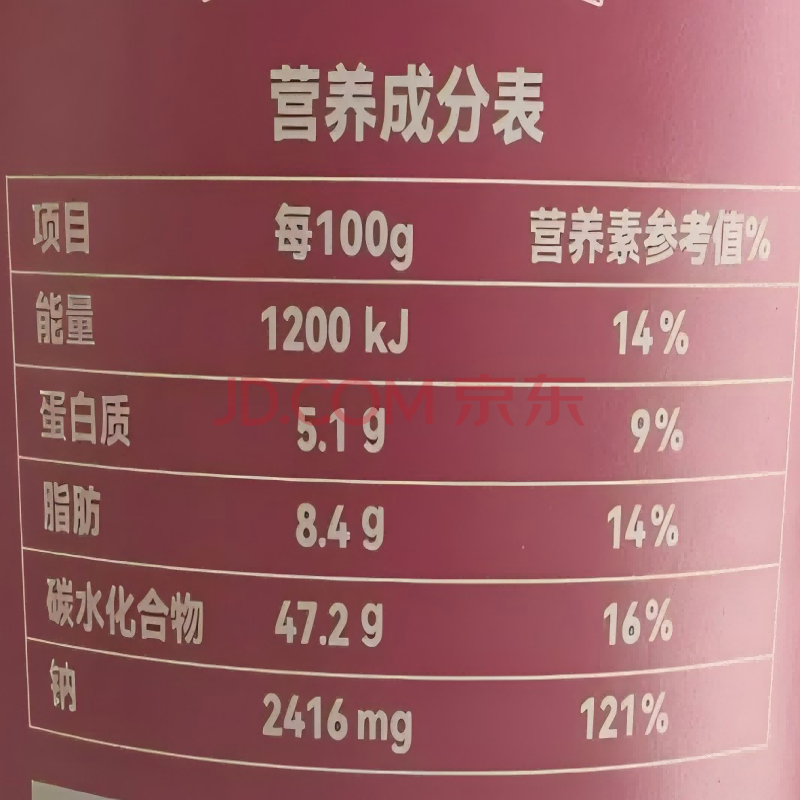 营养成分表
项目 每100g 营养素参考值%
能量 1200 kJ 14%
JD.COM 京东
蛋白质 5.1 g 9%
脂肪 8.4 g 14%
碳水化合物 47.2 g 16%
钠 2416 mg 121%